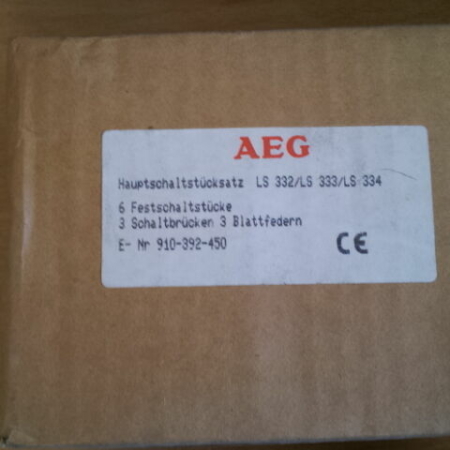 AEG
Hauptschaltstücksatz LS 332/LS 333/LS 334
6 Festschaltstücke
3 Schaltbrücken 3 Blattfedern
E- Nr 910-392-450
CE